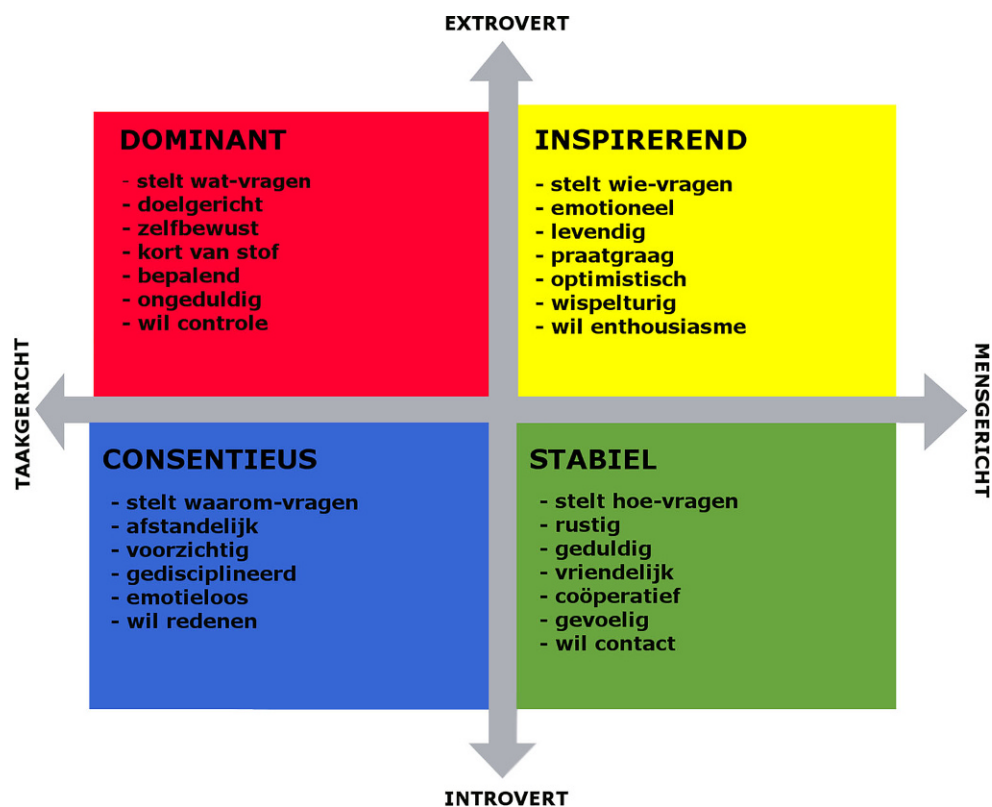 EXTROVERT
DOMINANT
- stelt wat-vragen
- doelgericht
- zelfbewust
- kort van stof
- bepalend
- ongeduldig
- wil controle
INSPIREREND
- stelt wie-vragen
- emotioneel
- levendig
- praatgraag
- optimistisch
- wispelturig
- wil enthousiasme
TAAKGERICHT
MENSGERICHT
CONSENTIEUS
- stelt waarom-vragen
- afstandelijk
- voorzichtig
- gedisciplineerd
- emotieloos
- wil redenen
STABIEL
- stelt hoe-vragen
- rustig
- geduldig
- vriendelijk
- coöperatief
- gevoelig
- wil contact
INTROVERT